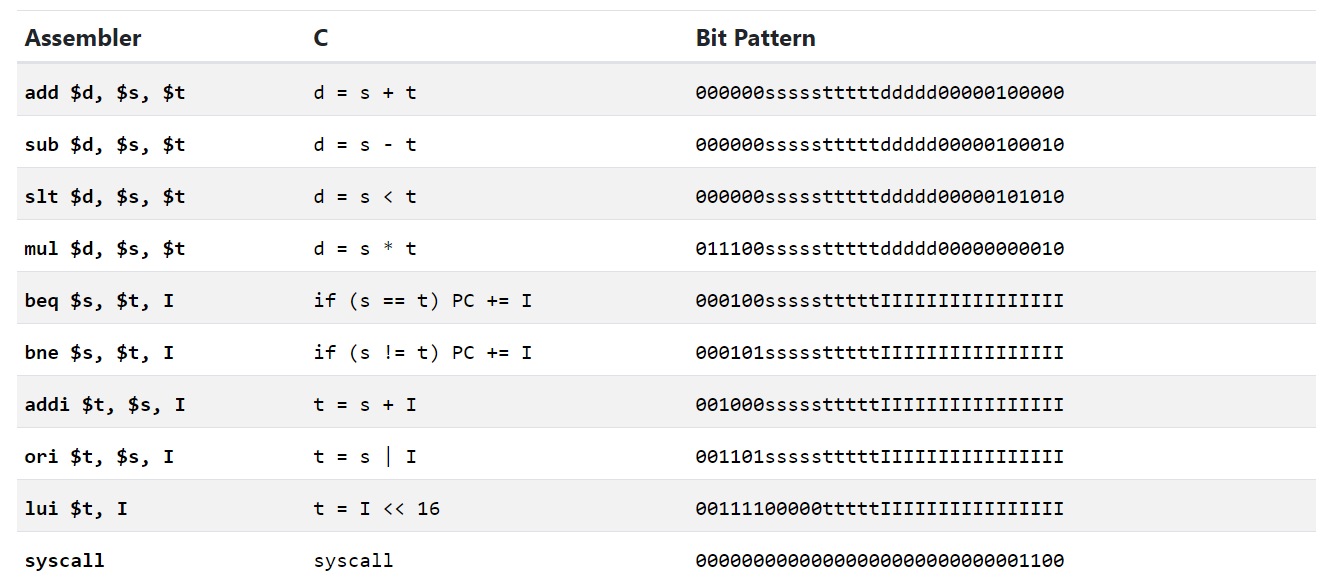 Assembler C Bit Pattern
add $d, $s, $t d = s + t 000000ssssstttttddddd00000100000
sub $d, $s, $t d = s - t 000000ssssstttttddddd00000100010
slt $d, $s, $t d = s < t 000000ssssstttttddddd00000101010
mul $d, $s, $t d = s * t 011100ssssstttttddddd00000000010
beq $s, $t, I if (s == t) PC += I 000100ssssstttttIIIIIIIIIIIIIIII
bne $s, $t, I if (s != t) PC += I 000101ssssstttttIIIIIIIIIIIIIIII
addi $t, $s, I t = s + I 001000ssssstttttIIIIIIIIIIIIIIII
ori $t, $s, I t = s | I 001101ssssstttttIIIIIIIIIIIIIIII
lui $t, I t = I << 16 00111100000tttttIIIIIIIIIIIIIIII
syscall syscall 00000000000000000000000000001100